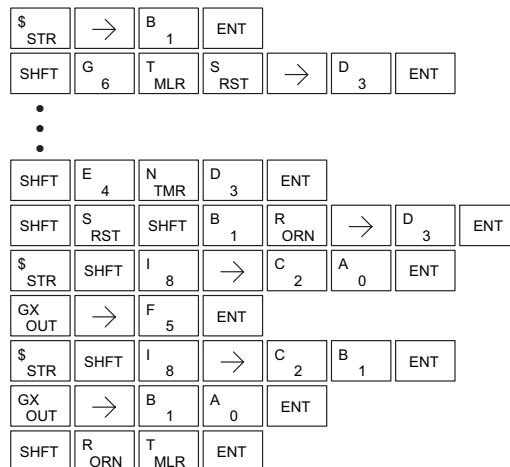 $ STR → B 1 ENT
SHFT G 6 T MLR S RST → D 3 ENT
SHFT E 4 N TMR D 3 ENT
SHFT S RST SHFT B 1 R ORN → D 3 ENT
$ STR SHFT I 8 → C 2 A 0 ENT
GX OUT → F 5 ENT
$ STR SHFT I 8 → C 2 B 1 ENT
GX OUT → B 1 A 0 ENT
SHFT R ORN T MLR ENT